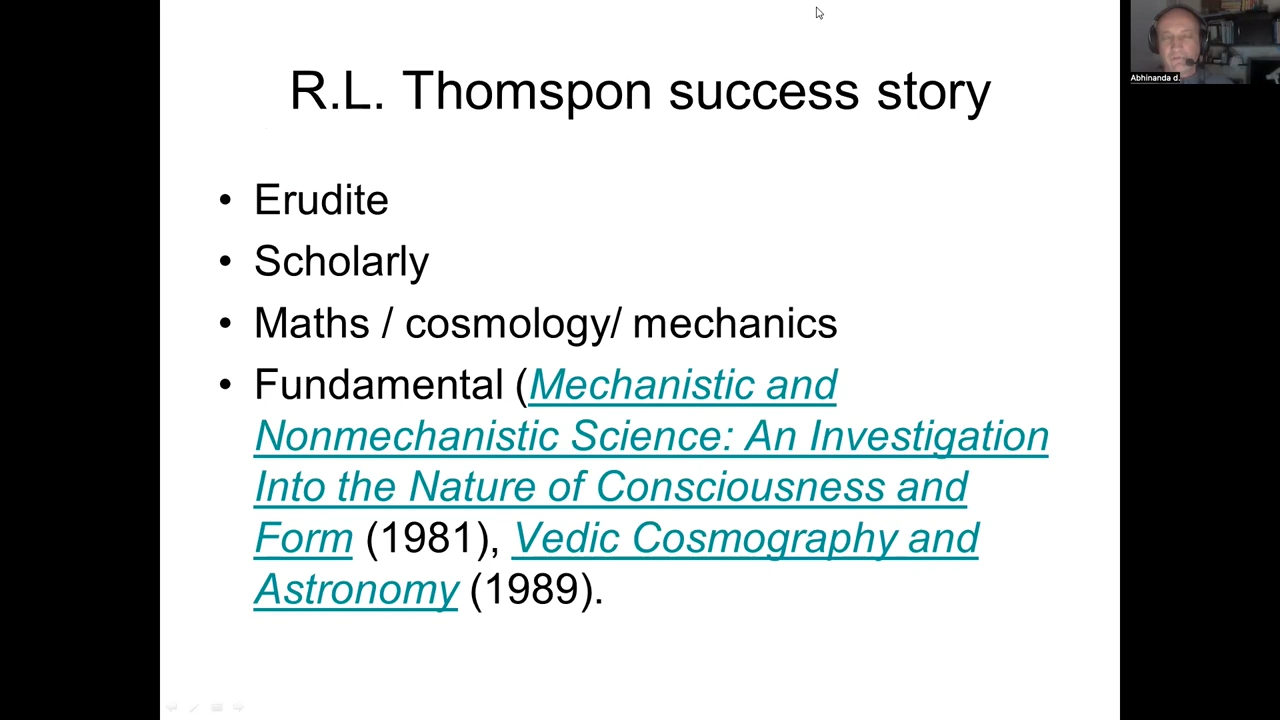 R.L. Thomspon success story
• Erudite
• Scholarly
• Maths / cosmology/ mechanics
• Fundamental (Mechanistic and
Nonmechanistic Science: An Investigation
Into the Nature of Consciousness and
Form (1981), Vedic Cosmography and
Astronomy (1989).
Abhinanda d.